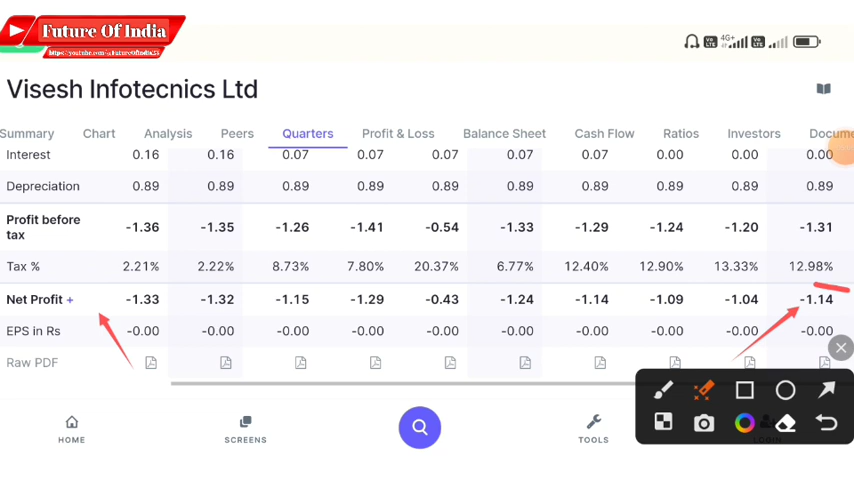 Future Of India
https://youtube.com/@FutureOfIndia23
4G+
Visesh Infotecnics Ltd
Summary Chart Analysis Peers Quarters Profit & Loss Balance Sheet Cash Flow Ratios Investors Docume
Interest 0.16 0.16 0.07 0.07 0.07 0.07 0.07 0.00 0.00 0.00
Depreciation 0.89 0.89 0.89 0.89 0.89 0.89 0.89 0.89 0.89 0.89
Profit before
tax -1.36 -1.35 -1.26 -1.41 -0.54 -1.33 -1.29 -1.24 -1.20 -1.31
Tax % 2.21% 2.22% 8.73% 7.80% 20.37% 6.77% 12.40% 12.90% 13.33% 12.98%
Net Profit + -1.33 -1.32 -1.15 -1.29 -0.43 -1.24 -1.14 -1.09 -1.04 -1.14
EPS in Rs -0.00 -0.00 -0.00 -0.00 -0.00 -0.00 -0.00 -0.00 -0.00 -0.00
Raw PDF
HOME SCREENS TOOLS LOGIN